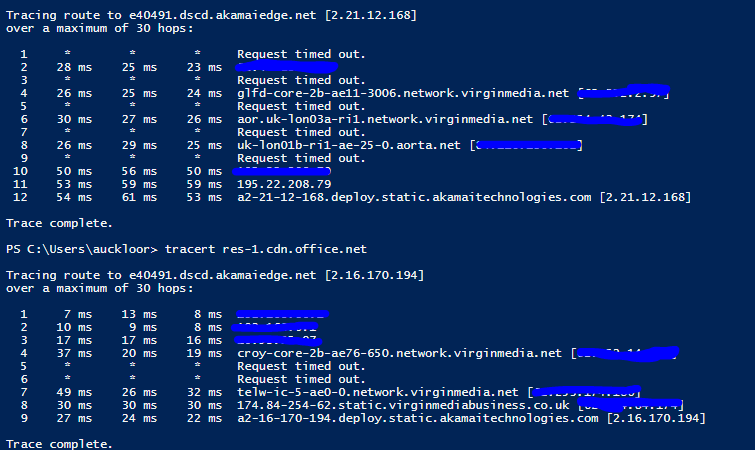 Tracing route to e40491.dscd.akamaiedge.net [2.21.12.168]
over a maximum of 30 hops:
1 * * * Request timed out.
2 28 ms 25 ms 23 ms
3 * * * Request timed out.
4 26 ms 25 ms 24 ms glfd-core-2b-ae11-3006.network.virginmedia.net [
5 * * * Request timed out.
6 30 ms 27 ms 26 ms aor.uk-lon03a-ri1.network.virginmedia.net [
7 * * * Request timed out.
8 26 ms 29 ms 25 ms uk-lon01b-ri1-ae-25-0.aorta.net [
9 * * * Request timed out.
10 50 ms 56 ms 50 ms
11 53 ms 59 ms 59 ms 195.22.208.79
12 54 ms 61 ms 53 ms a2-21-12-168.deploy.static.akamaitechnologies.com [2.21.12.168]
Trace complete.
PS C:\Users\auckloor> tracert res-1.cdn.office.net
Tracing route to e40491.dscd.akamaiedge.net [2.16.170.194]
over a maximum of 30 hops:
1 7 ms 13 ms 8 ms
2 10 ms 9 ms 8 ms
3 17 ms 17 ms 16 ms
4 37 ms 20 ms 19 ms croy-core-2b-ae76-650.network.virginmedia.net [
5 * * * Request timed out.
6 * * * Request timed out.
7 49 ms 26 ms 32 ms telw-ic-5-ae0-0.network.virginmedia.net [
8 30 ms 30 ms 30 ms 174.84-254-62.static.virginmediabusiness.co.uk [
9 27 ms 24 ms 22 ms a2-16-170-194.deploy.static.akamaitechnologies.com [2.16.170.194]
Trace complete.